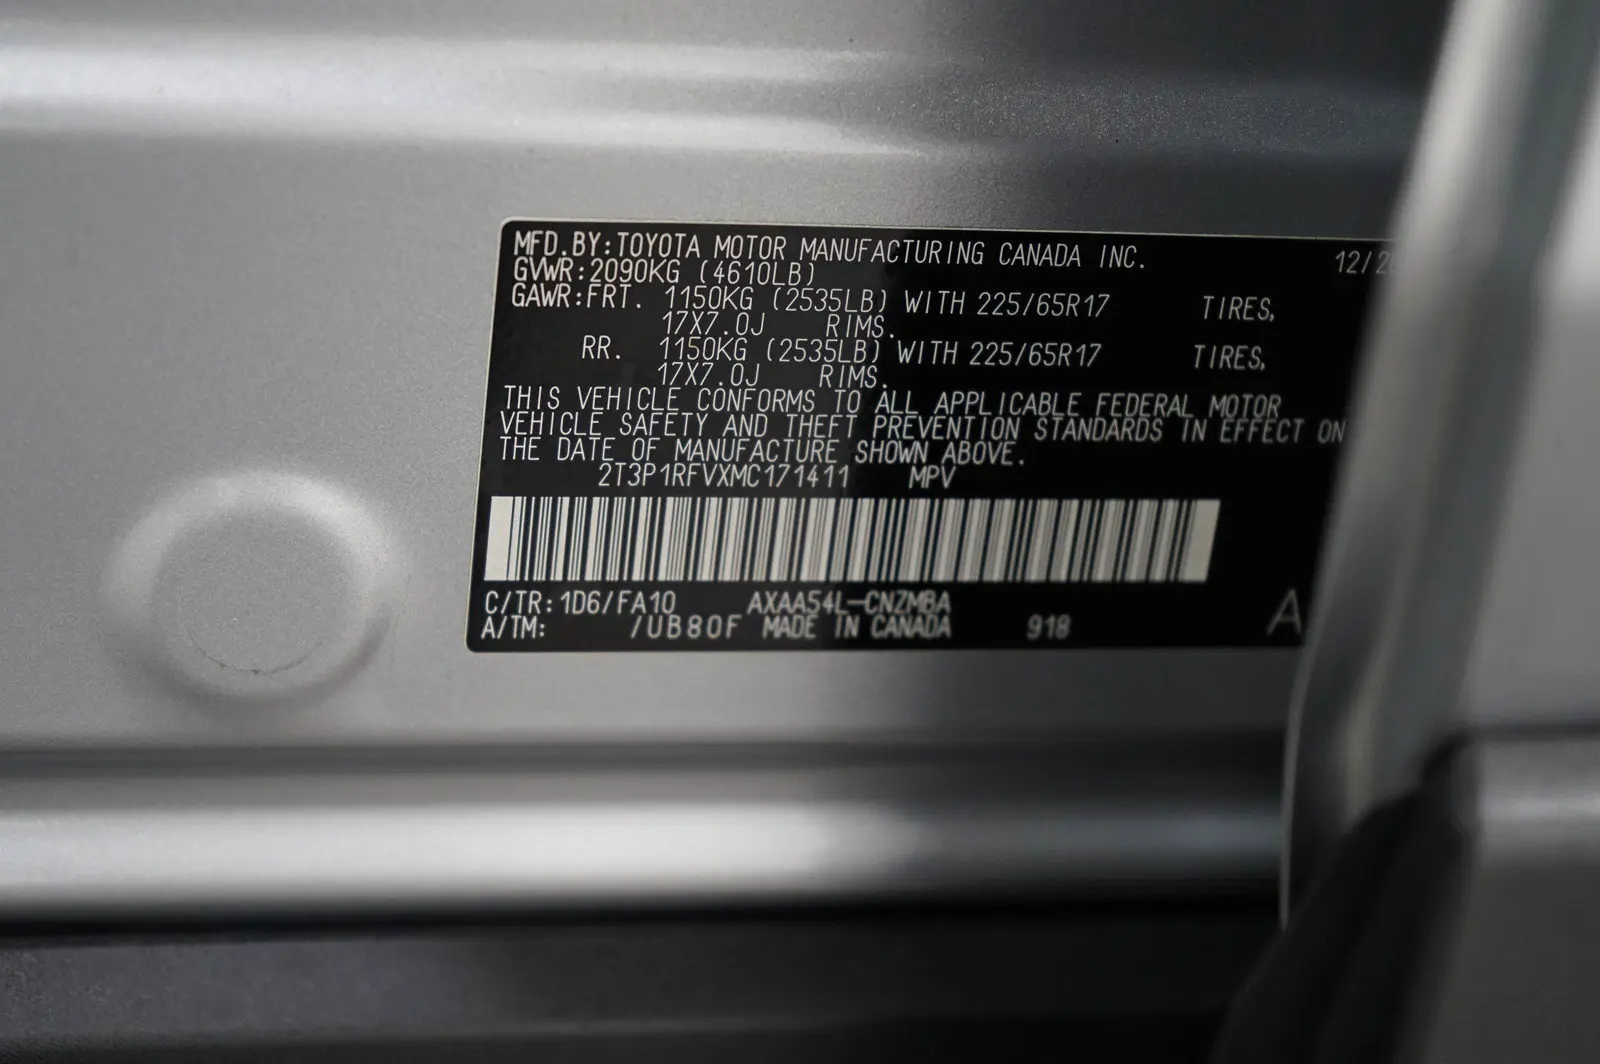 MFD.BY:TOYOTA MOTOR MANUFACTURING CANADA INC. 12/20
GVWR:2090KG (4610LB)
GAWR:FRT. 1150KG (2535LB) WITH 225/65R17 TIRES,
17X7.0J RIMS.
RR. 1150KG (2535LB) WITH 225/65R17 TIRES,
17X7.0J RIMS.
THIS VEHICLE CONFORMS TO ALL APPLICABLE FEDERAL MOTOR
VEHICLE SAFETY AND THEFT PREVENTION STANDARDS IN EFFECT ON
THE DATE OF MANUFACTURE SHOWN ABOVE.
2T3P1RFVXMC171411 MPV
C/TR:1D6/FA10 AXAA54L-CNZMBA
A/TM: /UB80F MADE IN CANADA 918 A